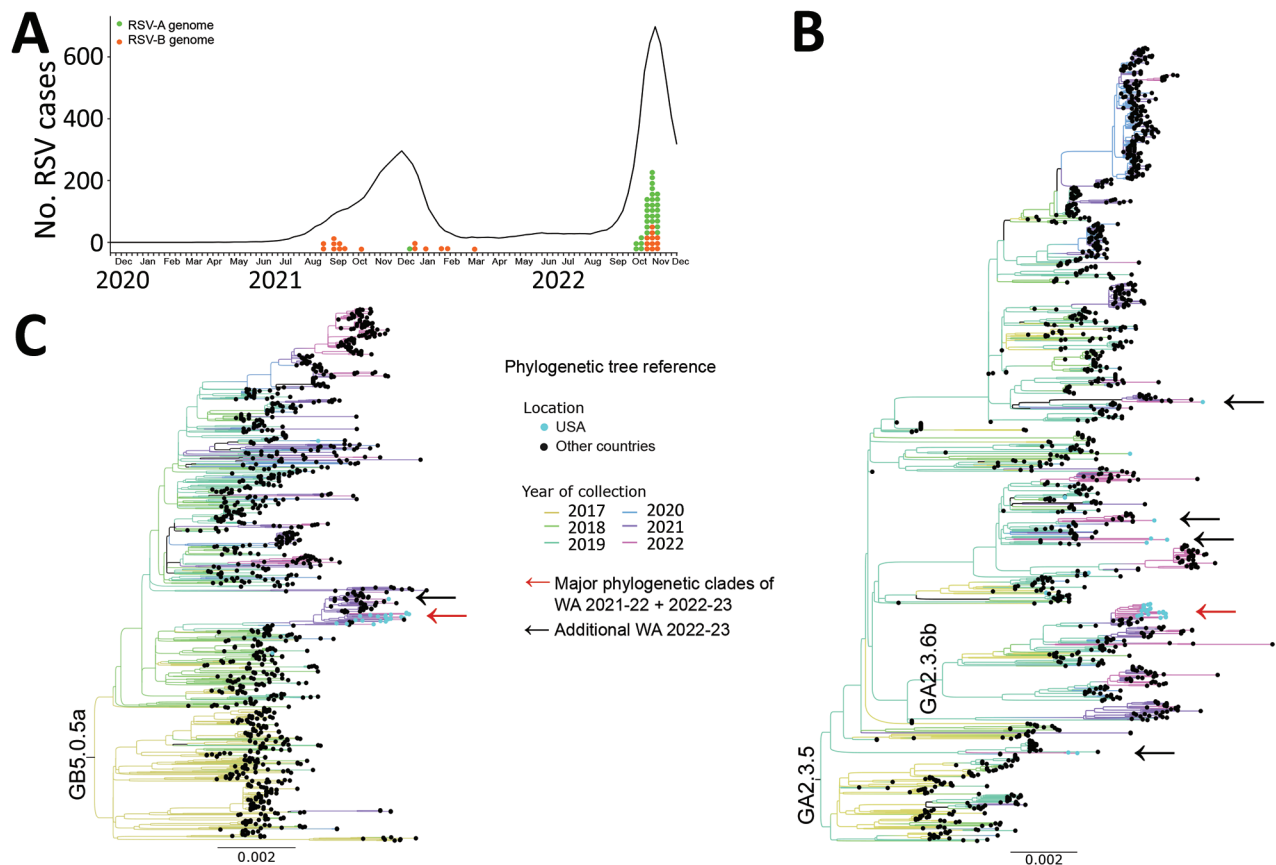 A
RSV-A genome
RSV-B genome
No. RSV cases
600
400
200
0
Dec Jan Feb Mar Apr May Jun Jul Aug Sep Oct Nov Dec Jan Feb Mar Apr May Jun Jul Aug Sep Oct Nov Dec
2020 2021 2022
B
GA2.3.6b
GA2.3.5
0.002
C
GB5.0.5a
0.002
Phylogenetic tree reference
Location
USA
Other countries
Year of collection
2017 2020
2018 2021
2019 2022
Major phylogenetic clades of
WA 2021-22 + 2022-23
Additional WA 2022-23